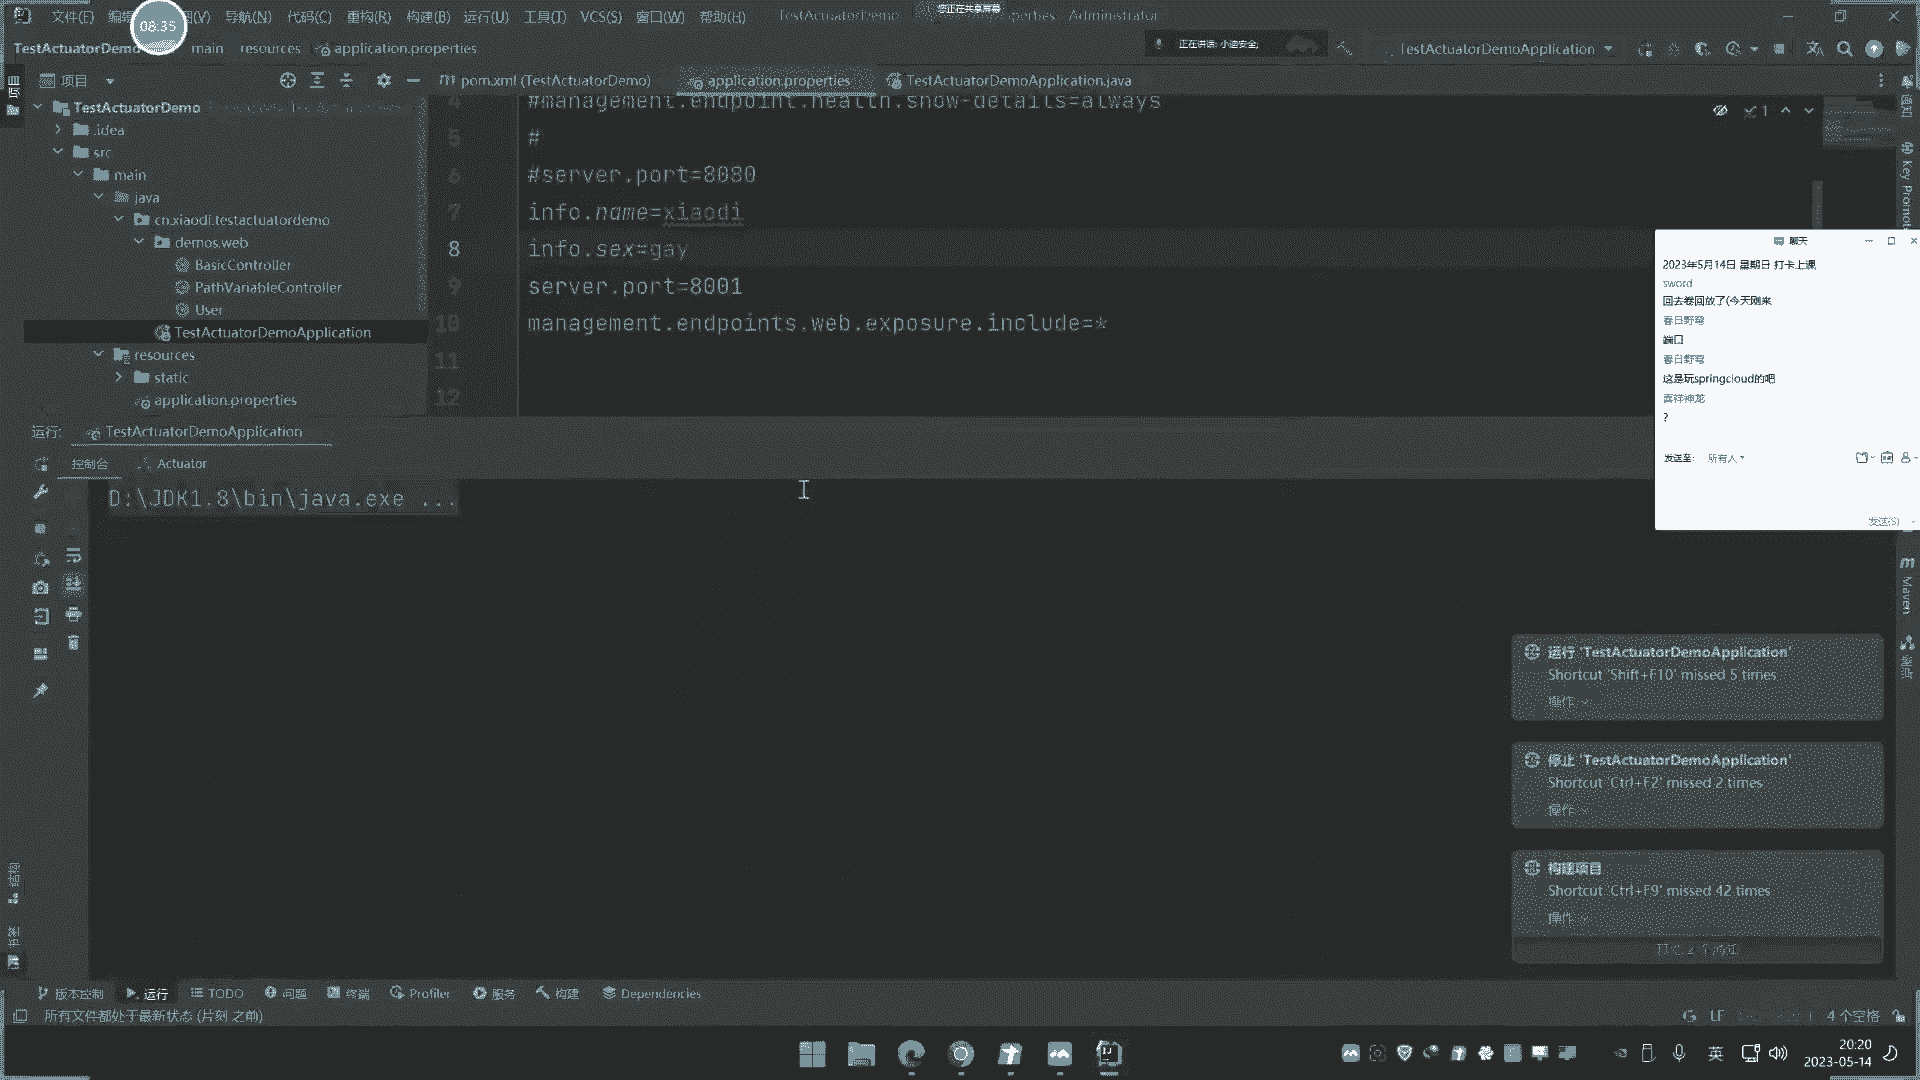 文件(F)
08:35
导航(N) 代码(C) 重构(R) 构建(B) 运行(U) 工具(T) VCS(S) 窗口(W) 帮助(H)
TestActuatorDemo
您正在共享屏幕
Administrator
TestActuatorDemo main resources application.properties
正在讲话: 小迪安全;
TestActuatorDemoApplication
项目
pom.xml (TestActuatorDemo)
application.properties
TestActuatorDemoApplication.java
TestActuatorDemo
.idea
src
main
java
cn.xiaodi.testactuatordemo
demos.web
BasicController
PathVariableController
User
TestActuatorDemoApplication
resources
static
application.properties
4 #management.endpoint.health.show-details=always
5 #
6 #server.port=8080
7 info.name=xiaodi
8 info.sex=gay
9 server.port=8001
10 management.endpoints.web.exposure.include=*
11
12
1
Key Promoter
Maven
聊天
2023年5月14日 星期日 打卡上课
sword
回去卷回放了(今天刚来
春日野穹
端口
春日野穹
这是玩springcloud的吧
喜祥神龙
?
发送至: 所有人
发送(S)
运行: TestActuatorDemoApplication
控制台 Actuator
D:\JDK1.8\bin\java.exe ...
运行 'TestActuatorDemoApplication'
Shortcut 'Shift+F10' missed 5 times
操作
停止 'TestActuatorDemoApplication'
Shortcut 'Ctrl+F2' missed 2 times
操作
构建项目
Shortcut 'Ctrl+F9' missed 42 times
操作
结构
书签
版本控制 运行 TODO 问题 终端 Profiler 服务 构建 Dependencies
所有文件都处于最新状态 (片刻 之前)
LF
4 个空格
英
20:20
2023-05-14